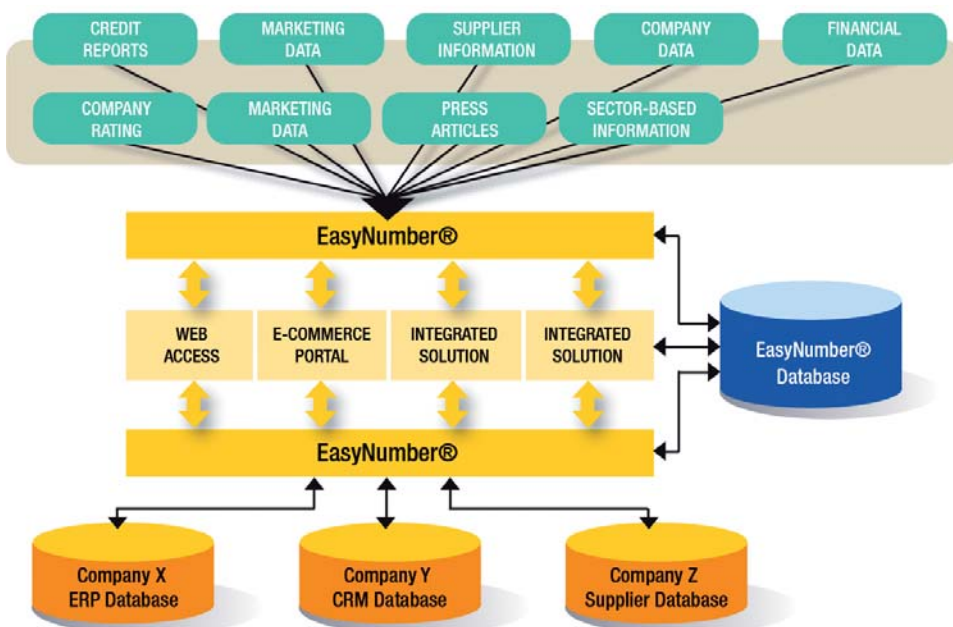 CREDIT
REPORTS
MARKETING
DATA
SUPPLIER
INFORMATION
COMPANY
DATA
FINANCIAL
DATA
COMPANY
RATING
MARKETING
DATA
PRESS
ARTICLES
SECTOR-BASED
INFORMATION
EasyNumber®
WEB
ACCESS
E-COMMERCE
PORTAL
INTEGRATED
SOLUTION
INTEGRATED
SOLUTION
EasyNumber®
Database
EasyNumber®
Company X
ERP Database
Company Y
CRM Database
Company Z
Supplier Database